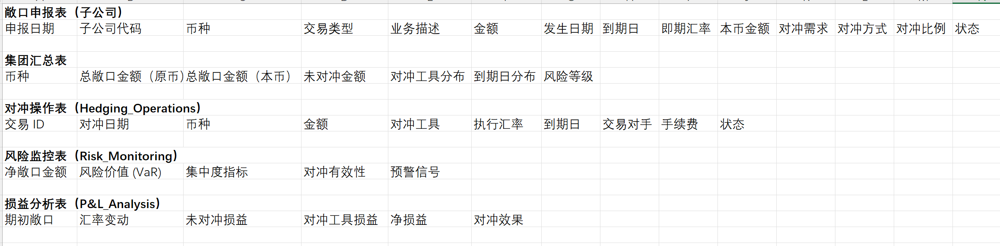 敞口申报表（子公司）
申报日期 子公司代码 币种 交易类型 业务描述 金额 发生日期 到期日 即期汇率 本币金额 对冲需求 对冲方式 对冲比例 状态
集团汇总表
币种 总敞口金额（原币） 总敞口金额（本币） 未对冲金额 对冲工具分布 到期日分布 风险等级
对冲操作表（Hedging_Operations）
交易 ID 对冲日期 币种 金额 对冲工具 执行汇率 到期日 交易对手 手续费 状态
风险监控表（Risk_Monitoring）
净敞口金额 风险价值 (VaR) 集中度指标 对冲有效性 预警信号
损益分析表（P&L_Analysis）
期初敞口 汇率变动 未对冲损益 对冲工具损益 净损益 对冲效果